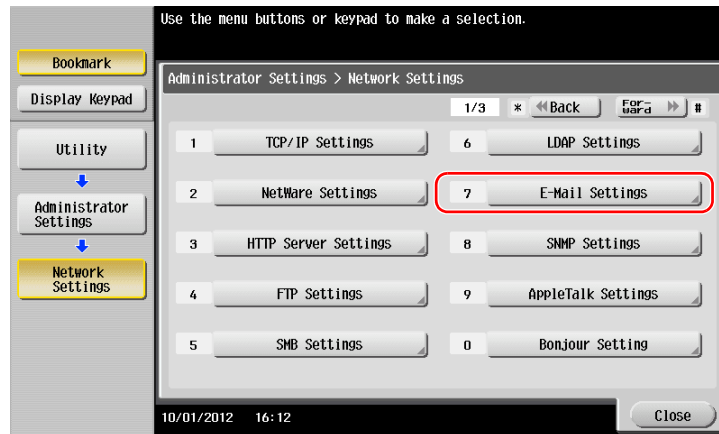 Use the menu buttons or keypad to make a selection.
Bookmark
Display Keypad
Utility
Administrator
Settings
Network
Settings
Administrator Settings > Network Settings
1/3 * Back For-
ward #
1 TCP/IP Settings
6 LDAP Settings
2 NetWare Settings
7 E-Mail Settings
3 HTTP Server Settings
8 SNMP Settings
4 FTP Settings
9 AppleTalk Settings
5 SMB Settings
0 Bonjour Setting
10/01/2012 16:12
Close